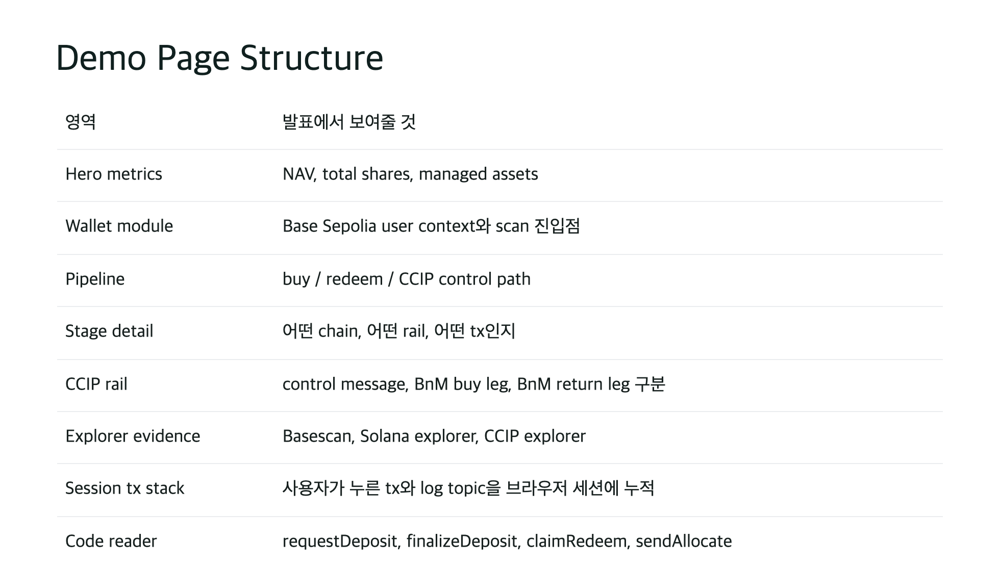 Demo Page Structure
영역 발표에서 보여줄 것
Hero metrics NAV, total shares, managed assets
Wallet module Base Sepolia user context와 scan 진입점
Pipeline buy / redeem / CCIP control path
Stage detail 어떤 chain, 어떤 rail, 어떤 tx인지
CCIP rail control message, BnM buy leg, BnM return leg 구분
Explorer evidence Basescan, Solana explorer, CCIP explorer
Session tx stack 사용자가 누른 tx와 log topic을 브라우저 세션에 누적
Code reader requestDeposit, finalizeDeposit, claimRedeem, sendAllocate